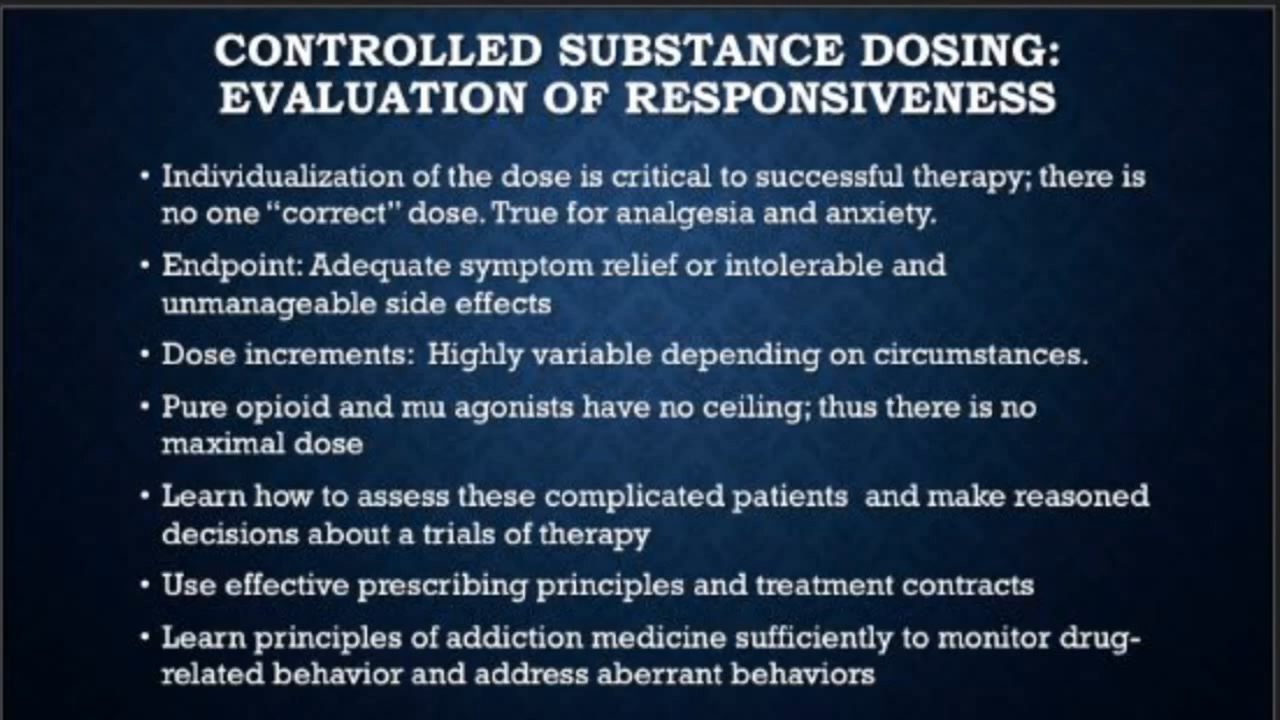 CONTROLLED SUBSTANCE DOSING:
EVALUATION OF RESPONSIVENESS
• Individualization of the dose is critical to successful therapy; there is
no one “correct” dose. True for analgesia and anxiety.
• Endpoint: Adequate symptom relief or intolerable and
unmanageable side effects
• Dose increments:  Highly variable depending on circumstances.
• Pure opioid and mu agonists have no ceiling; thus there is no
maximal dose
• Learn how to assess these complicated patients  and make reasoned
decisions about a trials of therapy
• Use effective prescribing principles and treatment contracts
• Learn principles of addiction medicine sufficiently to monitor drug-
related behavior and address aberrant behaviors